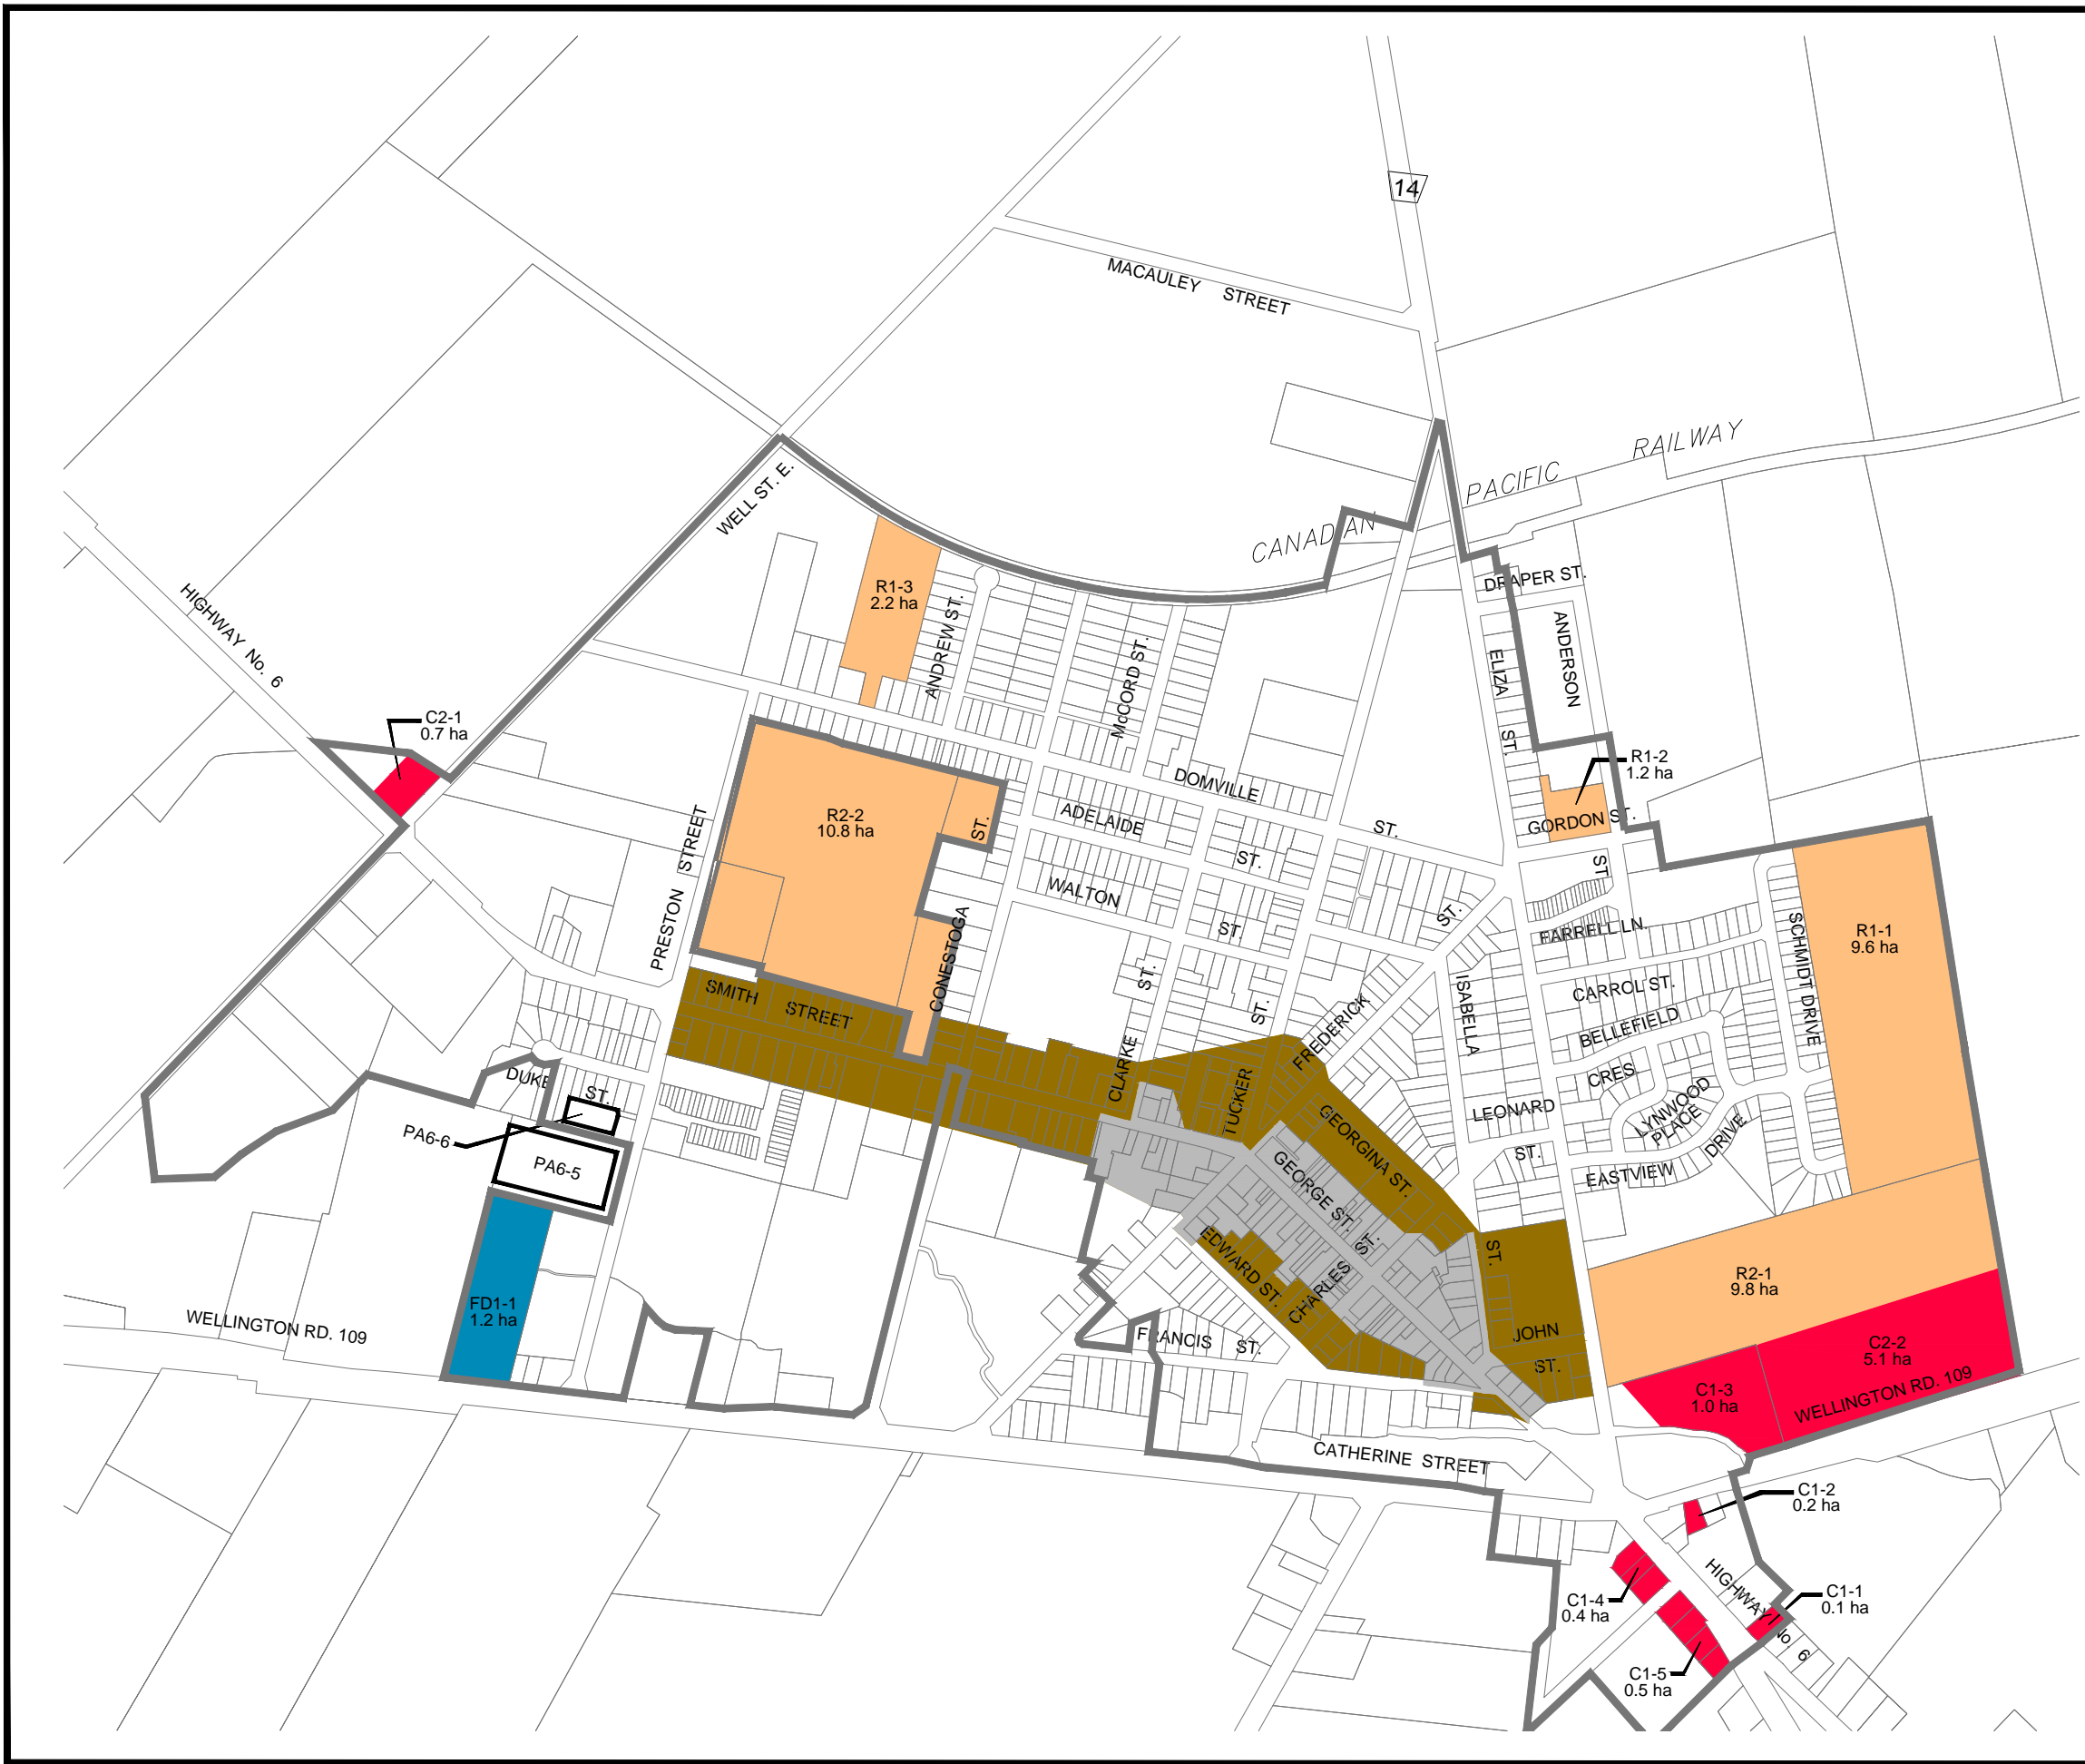 14
MACAULEY STREET
CANADIAN PACIFIC RAILWAY
WELL ST. E.
HIGHWAY No. 6
R1-3
2.2 ha
ANDREW ST.
McCORD ST.
DRAPER ST.
ELIZA ST.
ANDERSON
C2-1
0.7 ha
R1-2
1.2 ha
GORDON ST.
DOMVILLE ST.
ADELAIDE ST.
WALTON ST.
PRESTON STREET
R2-2
10.8 ha
CONESTOGA ST.
ST
FARRELL LN.
CARROL ST.
SCHMIDT DRIVE
R1-1
9.6 ha
ISABELLA
ST.
BELLEFIELD
CRES.
SMITH STREET
CLARKE ST.
TUCKER ST.
FREDERICK ST.
LEONARD ST.
LYNWOOD
PLACE
EASTVIEW DRIVE
DUKE ST.
PA6-6
PA6-5
GEORGINA ST.
GEORGE ST.
EDWARD ST.
CHARLES ST.
FD1-1
1.2 ha
WELLINGTON RD. 109
FRANCIS ST.
JOHN ST.
R2-1
9.8 ha
C2-2
5.1 ha
C1-3
1.0 ha
WELLINGTON RD. 109
CATHERINE STREET
C1-2
0.2 ha
C1-4
0.4 ha
HIGHWAY No. 6
C1-1
0.1 ha
C1-5
0.5 ha